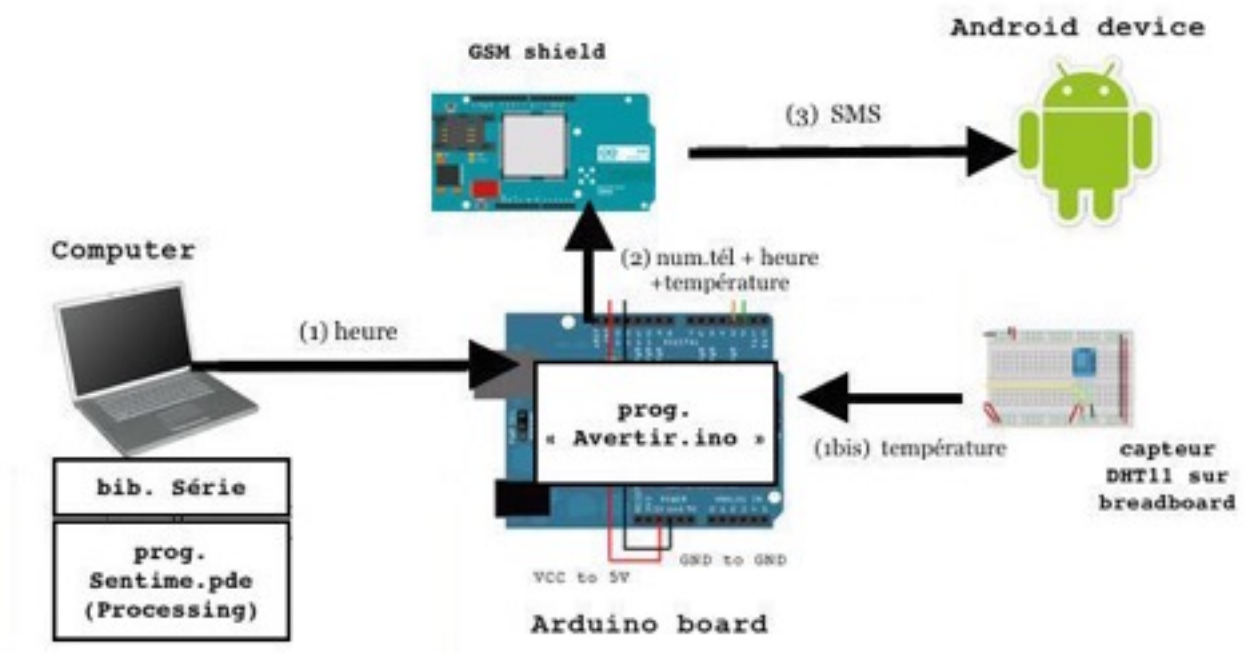 Android device
GSM shield
(3) SMS
Computer
(2) num.tél + heure
+température
(1) heure
prog.
« Avertir.ino »
(1bis) température
capteur
DHT11 sur
breadboard
bib. Série
prog.
Sentime.pde
(Processing)
GND to GND
VCC to 5V
Arduino board